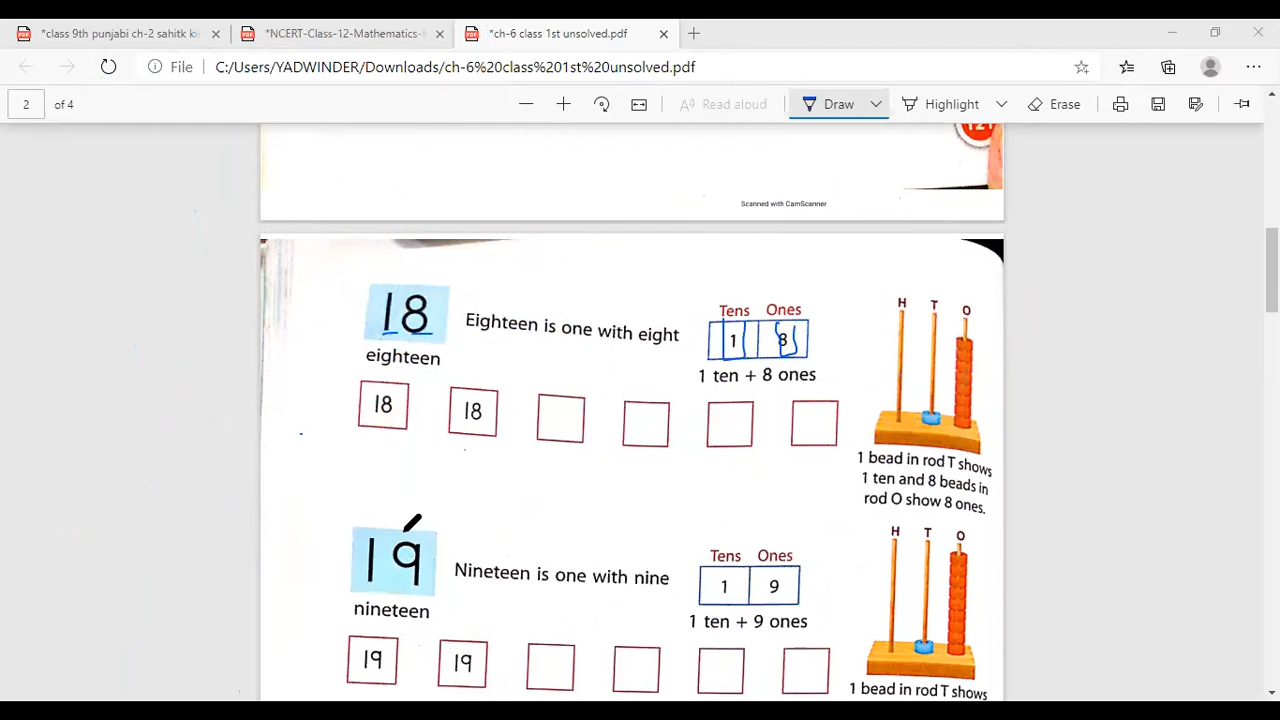 *class 9th punjabi ch-2 sahitk k
*NCERT-Class-12-Mathematics-
*ch-6 class 1st unsolved.pdf
File
C:/Users/YADWINDER/Downloads/ch-6%20class%201st%20unsolved.pdf
2 of 4
Read aloud
Draw
Highlight
Erase
121
Scanned with CamScanner
18
eighteen
Eighteen is one with eight
Tens Ones
1 8
1 ten + 8 ones
18 18
H T O
1 bead in rod T shows
1 ten and 8 beads in
rod O show 8 ones.
19
nineteen
Nineteen is one with nine
Tens Ones
1 9
1 ten + 9 ones
19 19
H T O
1 bead in rod T shows